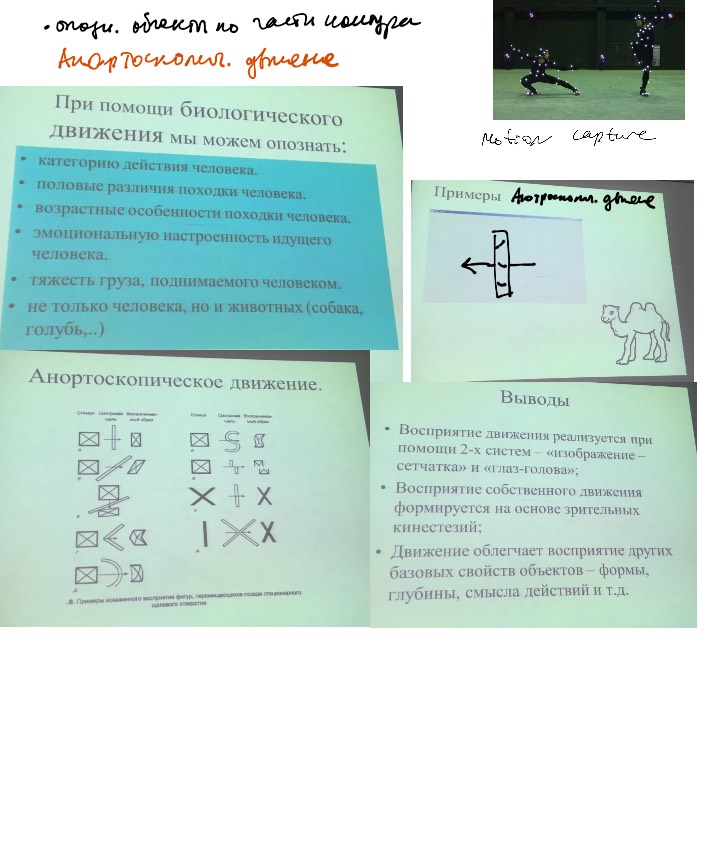 • опозн. объекты по части контура
Анортоскопич. движение
Motion capture
При помощи биологического
движения мы можем опознать:
• категорию действия человека.
• половые различия походки человека.
• возрастные особенности походки человека.
• эмоциональную настроенность идущего
человека.
• тяжесть груза, поднимаемого человеком.
• не только человека, но и животных (собака,
голубь,..)
Примеры Анортоскопич. движение
Анортоскопическое движение.
Стимул Смотровая щель Воспринимаемый образ
Стимул Смотровая щель Воспринимаемый образ
.8. Примеры искаженного восприятия фигур, перемещающихся позади стационарного
щелевого отверстия
Выводы
• Восприятие движения реализуется при
помощи 2-х систем – «изображение –
сетчатка» и «глаз-голова»;
• Восприятие собственного движения
формируется на основе зрительных
кинестезий;
• Движение облегчает восприятие других
базовых свойств объектов – формы,
глубины, смысла действий и т.д.